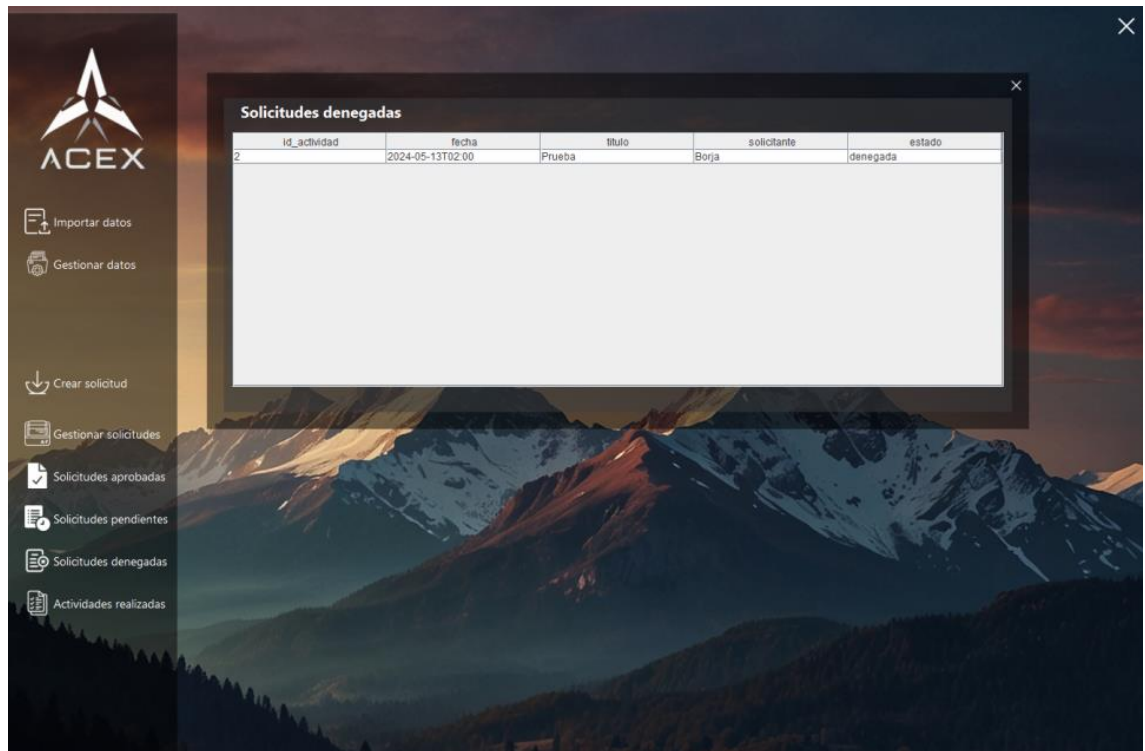 ACEX
Importar datos
Gestionar datos
Crear solicitud
Gestionar solicitudes
Solicitudes aprobadas
Solicitudes pendientes
Solicitudes denegadas
Actividades realizadas
Solicitudes denegadas
id_actividad fecha titulo solicitante estado
2 2024-05-13T02:00 Prueba Borja denegada